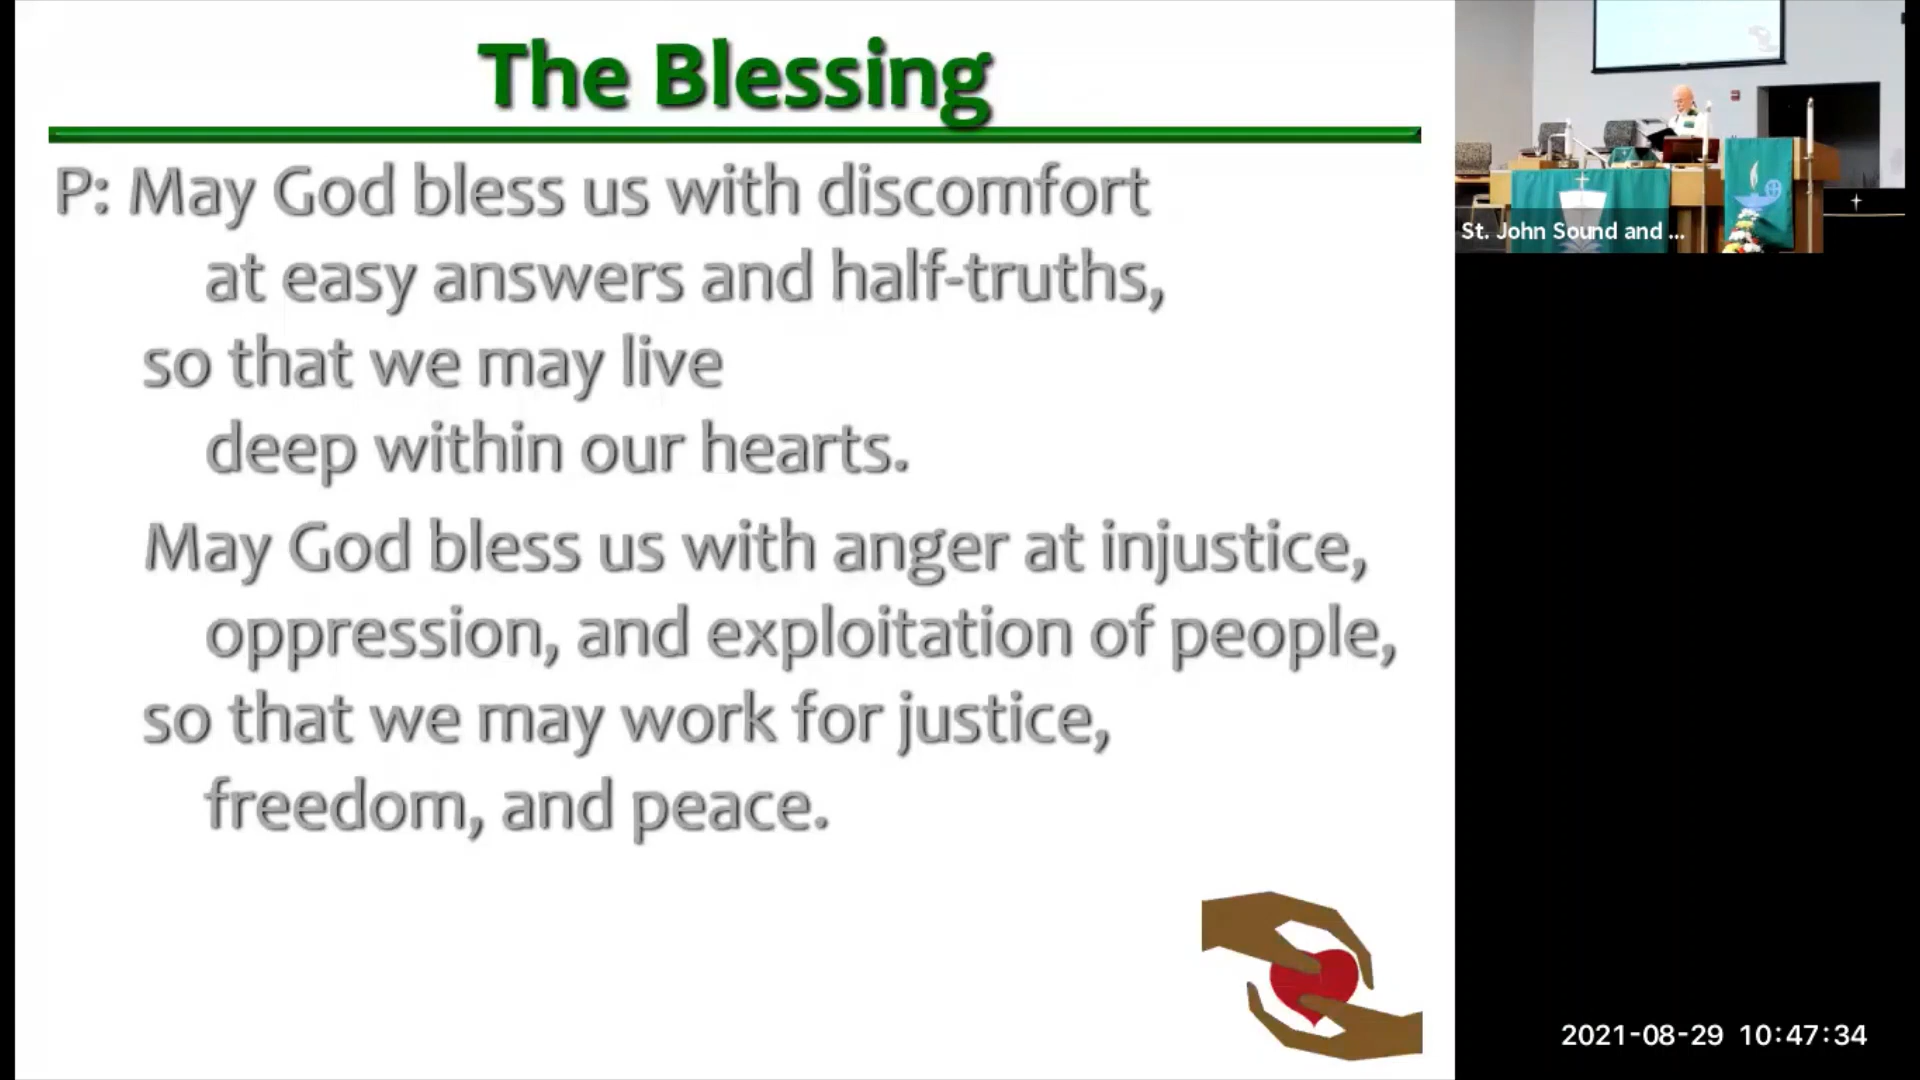 The Blessing
P: May God bless us with discomfort
at easy answers and half-truths,
so that we may live
deep within our hearts.
May God bless us with anger at injustice,
oppression, and exploitation of people,
so that we may work for justice,
freedom, and peace.
St. John Sound and ...
2021-08-29 10:47:34